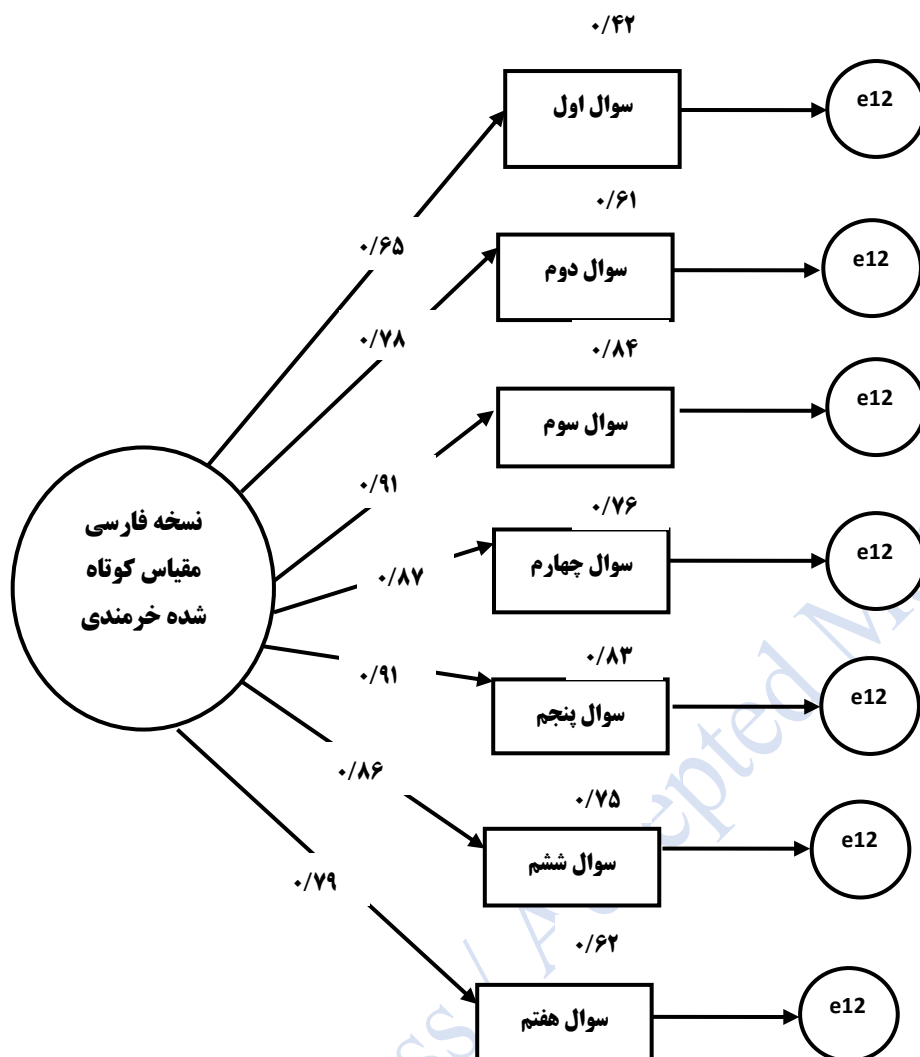 ۰/۴۲
سوال اول
e12
۰/۶۱
۰/۶۵
سوال دوم
e12
۰/۷۸
۰/۸۴
سوال سوم
e12
۰/۹۱
۰/۷۶
نسخه فارسی
مقیاس کوتاه
شده خرمندی
۰/۸۷
سوال چهارم
e12
۰/۸۳
۰/۹۱
سوال پنجم
e12
۰/۸۶
۰/۷۵
سوال ششم
e12
۰/۷۹
۰/۶۲
سوال هفتم
e12
ss / Accepted M